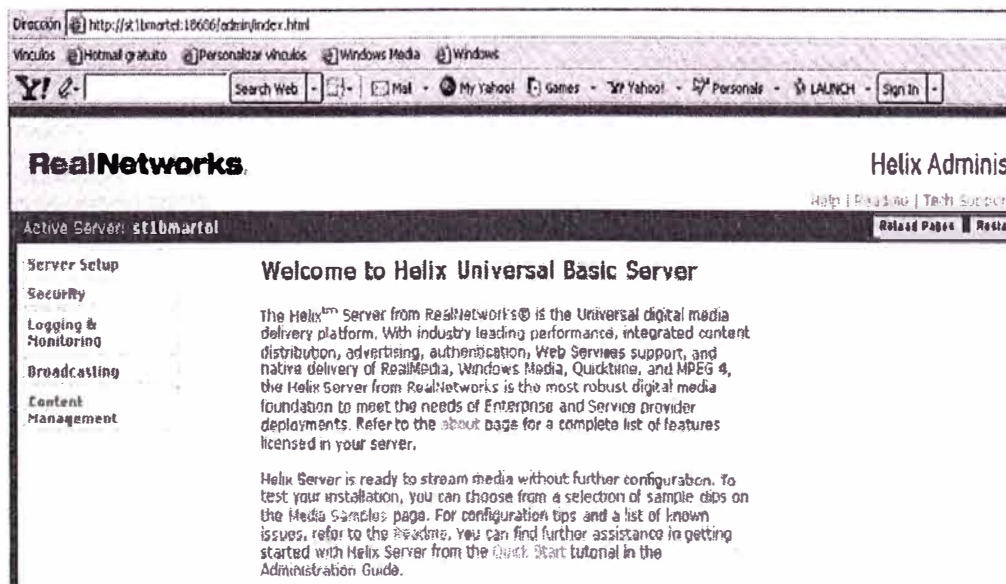 Dirección http://st1bmartel:18686/admin/index.html
Vínculos Hotmail gratuito Personalizar vínculos Windows Media Windows
Y! Search Web Mail My Yahoo! Games Yahoo! Personals LAUNCH Sign In
RealNetworks. Helix Adminis
Help | Readme | Tech Suppor
Active Server: st1bmartel Reload Pages Resta
Server Setup
Security
Logging &
Monitoring
Broadcasting
Content
Management
Welcome to Helix Universal Basic Server
The Helix™ Server from RealNetworks® is the Universal digital media
delivery platform. With industry leading performance, integrated content
distribution, advertising, authentication, Web Services support, and
native delivery of RealMedia, Windows Media, Quicktime, and MPEG 4,
the Helix Server from RealNetworks is the most robust digital media
foundation to meet the needs of Enterprise and Service provider
deployments. Refer to the about page for a complete list of features
licensed in your server.
Helix Server is ready to stream media without further configuration. To
test your installation, you can choose from a selection of sample clips on
the Media Samples page. For configuration tips and a list of known
issues, refer to the Readme. You can find further assistance in getting
started with Helix Server from the Quick Start tutorial in the
Administration Guide.